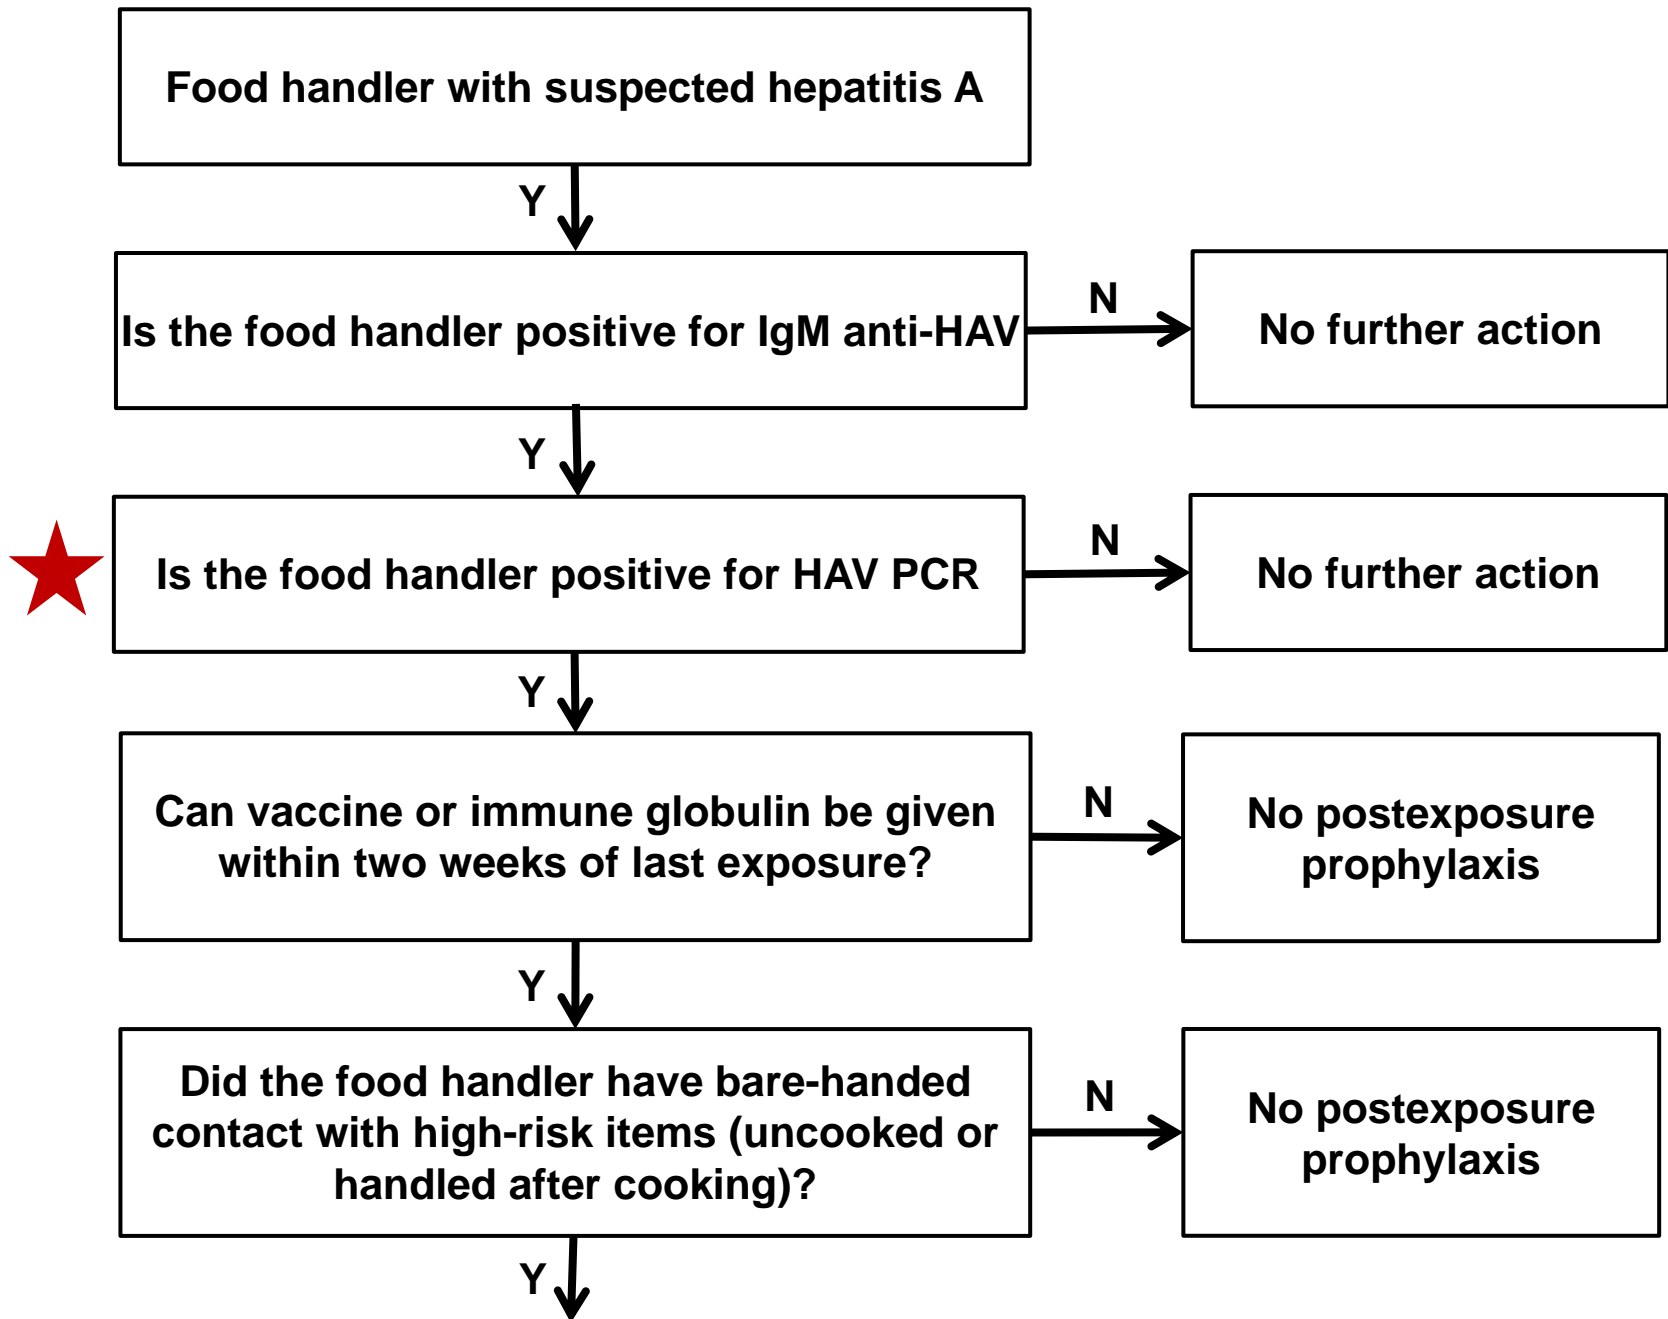 Food handler with suspected hepatitis A
Y
Is the food handler positive for IgM anti-HAV
N
No further action
Y
Is the food handler positive for HAV PCR
N
No further action
Y
Can vaccine or immune globulin be given
within two weeks of last exposure?
N
No postexposure
prophylaxis
Y
Did the food handler have bare-handed
contact with high-risk items (uncooked or
handled after cooking)?
N
No postexposure
prophylaxis
Y